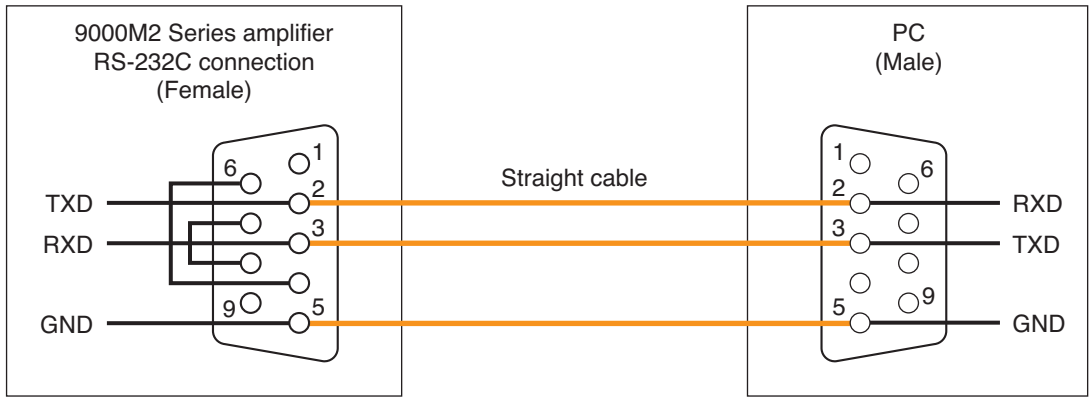 9000M2 Series amplifier
RS-232C connection
(Female)
PC
(Male)
Straight cable
6
1
2
3
9
5
TXD
RXD
GND
1
6
2
3
9
5
RXD
TXD
GND